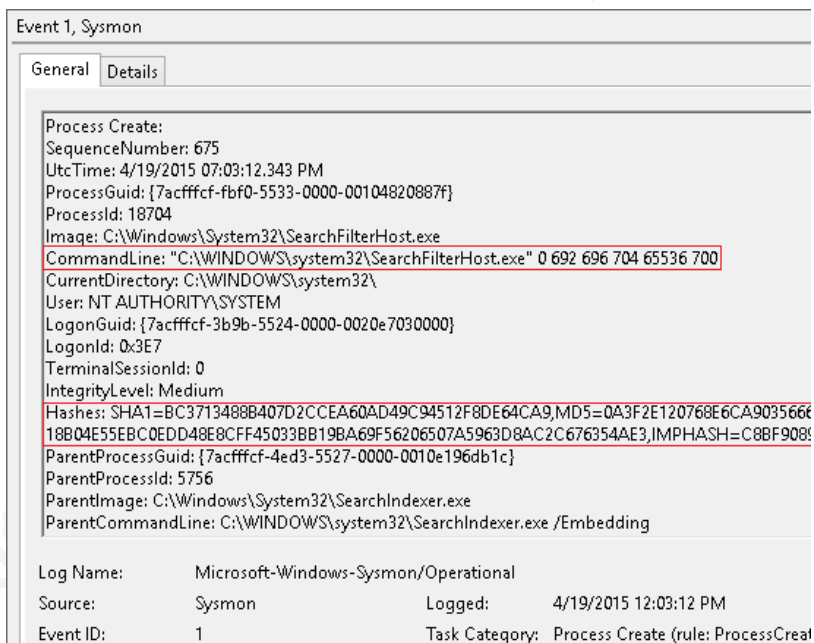 Event 1, Sysmon
General Details
Process Create:
SequenceNumber: 675
UtcTime: 4/19/2015 07:03:12.343 PM
ProcessGuid: {7acfffcf-fbf0-5533-0000-00104820887f}
ProcessId: 18704
Image: C:\Windows\System32\SearchFilterHost.exe
CommandLine: "C:\WINDOWS\system32\SearchFilterHost.exe" 0 692 696 704 65536 700
CurrentDirectory: C:\WINDOWS\system32\
User: NT AUTHORITY\SYSTEM
LogonGuid: {7acfffcf-3b9b-5524-0000-0020e7030000}
LogonId: 0x3E7
TerminalSessionId: 0
IntegrityLevel: Medium
Hashes: SHA1=BC3713488B407D2CCEA60AD49C94512F8DE64CA9,MD5=0A3F2E120768E6CA9035666
18B04E55EBC0EDD48E8CFF45033BB19BA69F56206507A5963D8AC2C676354AE3,IMPHASH=C8BF9089
ParentProcessGuid: {7acfffcf-4ed3-5527-0000-0010e196db1c}
ParentProcessId: 5756
ParentImage: C:\Windows\System32\SearchIndexer.exe
ParentCommandLine: C:\WINDOWS\system32\SearchIndexer.exe /Embedding
Log Name: Microsoft-Windows-Sysmon/Operational
Source: Sysmon Logged: 4/19/2015 12:03:12 PM
Event ID: 1 Task Category: Process Create (rule: ProcessCreat